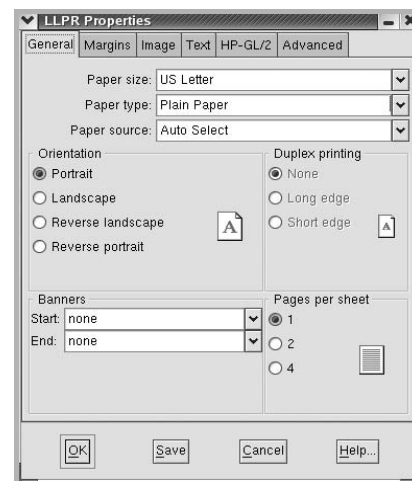 LLPR Properties
General Margins Image Text HP-GL/2 Advanced
Paper size: US Letter
Paper type: Plain Paper
Paper source: Auto Select
Orientation
Portrait
Landscape
Reverse landscape
Reverse portrait
A
Duplex printing
None
Long edge
Short edge
A
Banners
Start: none
End: none
Pages per sheet
1
2
4
OK Save Cancel Help...